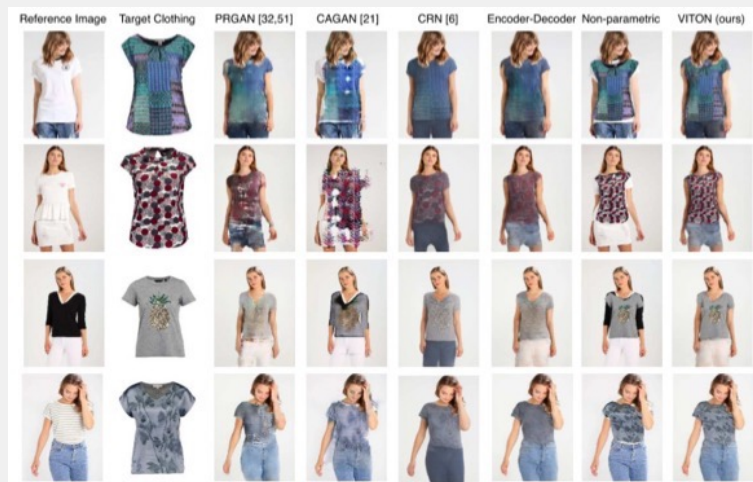 Reference Image Target Clothing PRGAN [32,51] CAGAN [21] CRN [6] Encoder-Decoder Non-parametric VITON (ours)